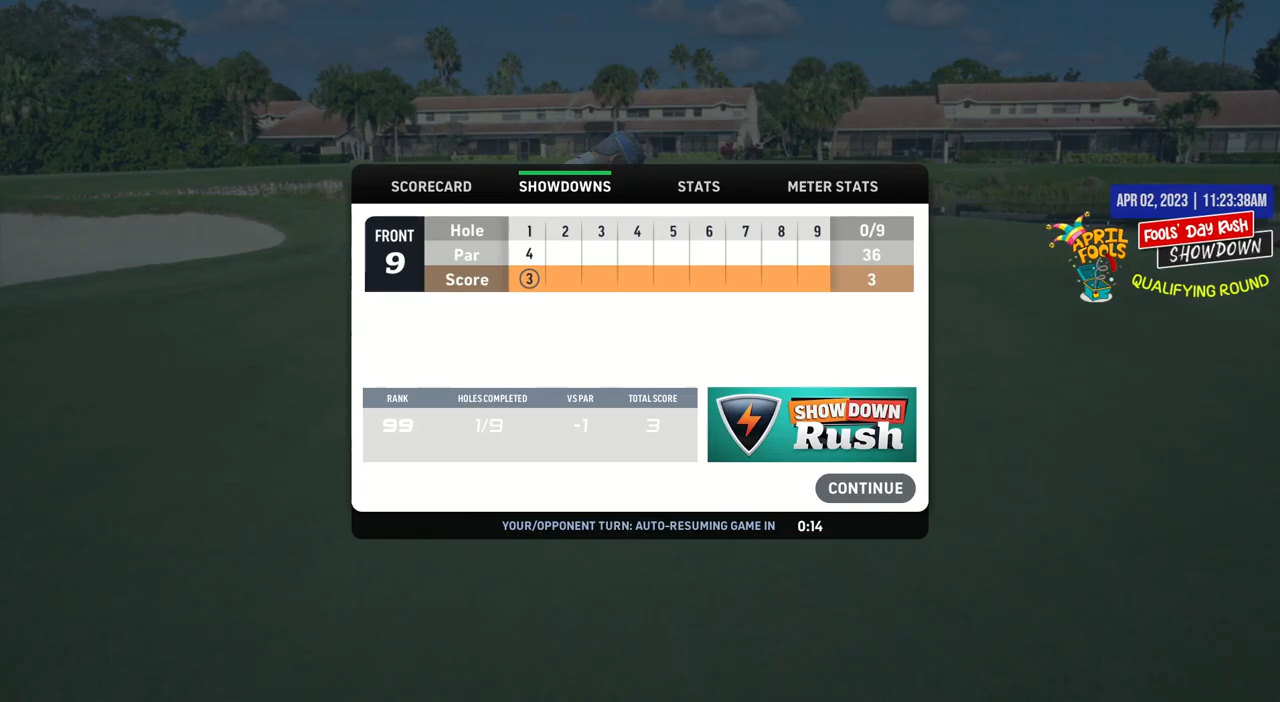 SCORECARD SHOWDOWNS STATS METER STATS
APR 02, 2023 | 11:23:38AM
APRIL FOOLS
FOOLS' DAY RUSH
SHOWDOWN
QUALIFYING ROUND
FRONT 9
Hole 1 2 3 4 5 6 7 8 9 0/9
Par 4 36
Score 3 3
RANK HOLES COMPLETED VS PAR TOTAL SCORE
99 1/9 -1 3
SHOWDOWN
Rush
CONTINUE
YOUR/OPPONENT TURN: AUTO-RESUMING GAME IN 0:14